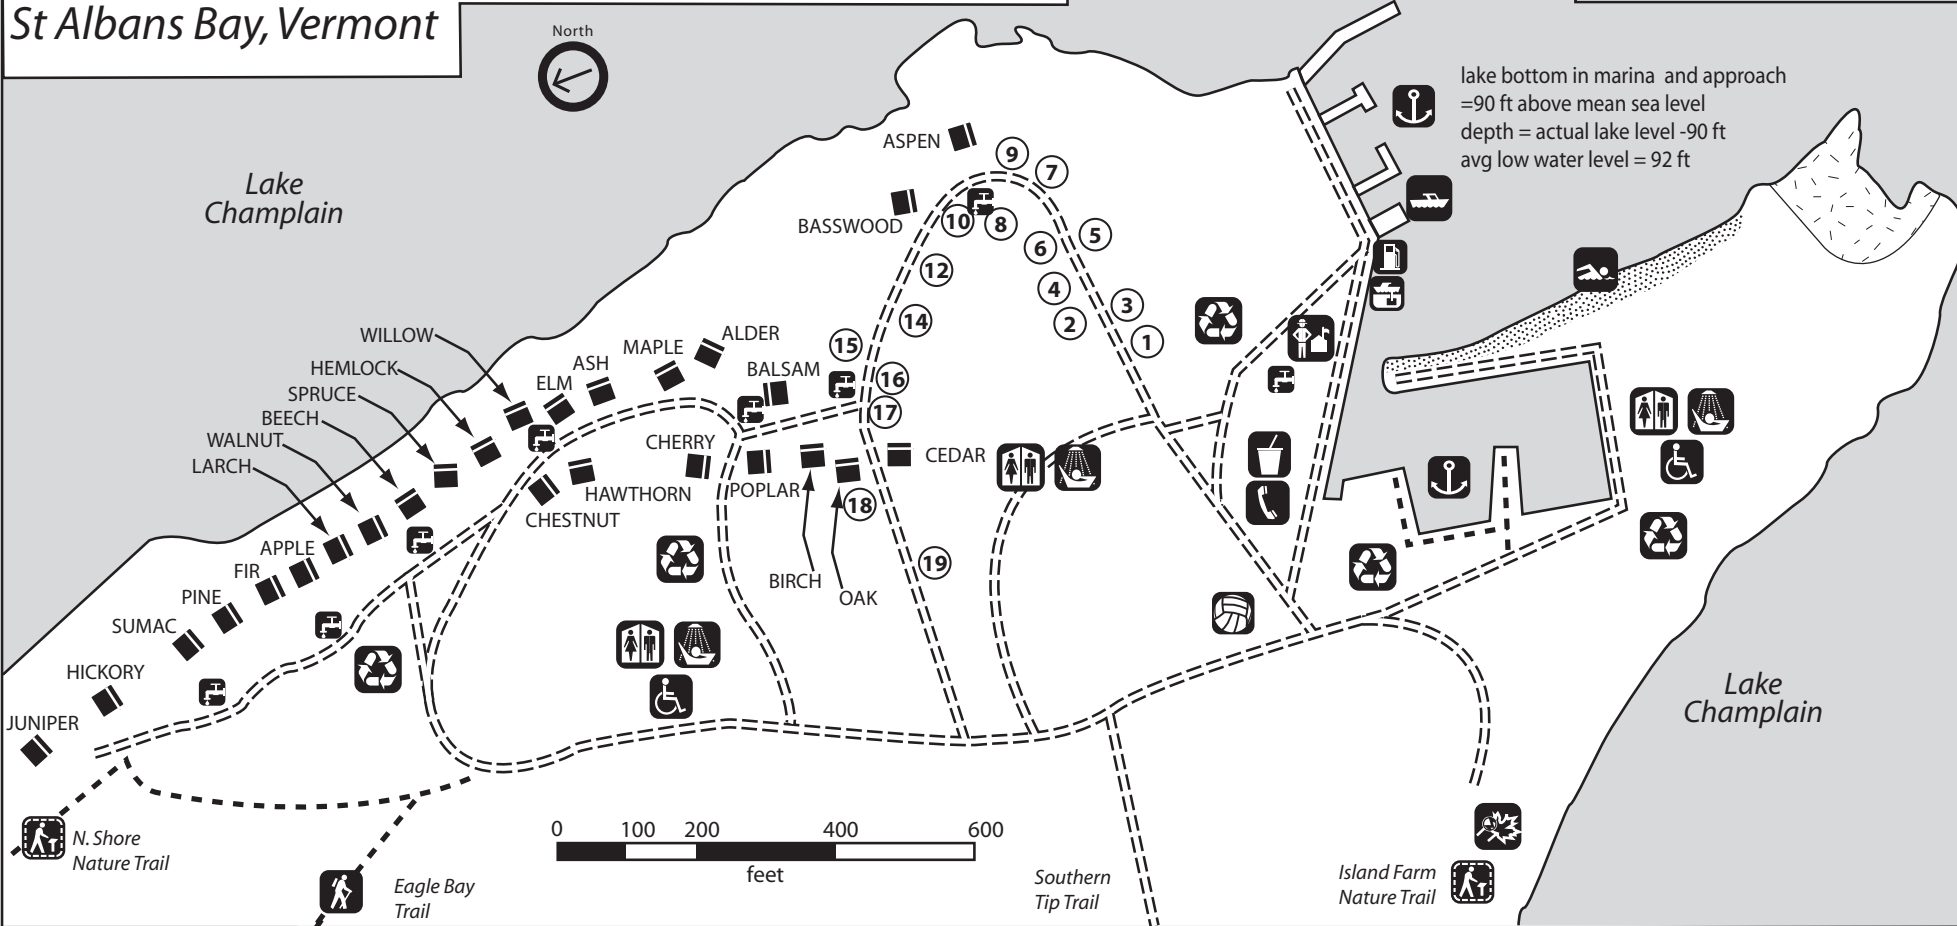 St Albans Bay, Vermont
North
lake bottom in marina and approach
=90 ft above mean sea level
depth = actual lake level -90 ft
avg low water level = 92 ft
Lake
Champlain
ASPEN
BASSWOOD
9
7
10
8
6
5
12
4
3
14
2
1
15
16
17
18
19
WILLOW
HEMLOCK
SPRUCE
BEECH
WALNUT
LARCH
ELM
ASH
MAPLE
ALDER
BALSAM
CHERRY
POPLAR
CEDAR
HAWTHORN
CHESTNUT
BIRCH
OAK
APPLE
FIR
PINE
SUMAC
HICKORY
JUNIPER
Lake
Champlain
N. Shore
Nature Trail
Eagle Bay
Trail
0 100 200 400 600
feet
Southern
Tip Trail
Island Farm
Nature Trail